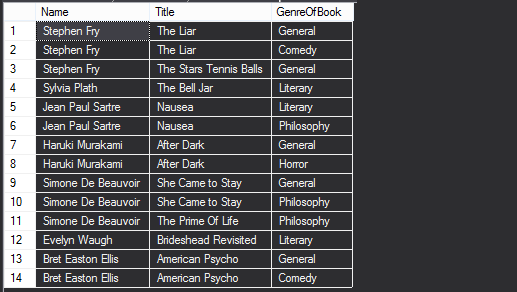 Name Title GenreOfBook
1 Stephen Fry The Liar General
2 Stephen Fry The Liar Comedy
3 Stephen Fry The Stars Tennis Balls General
4 Sylvia Plath The Bell Jar Literary
5 Jean Paul Sartre Nausea Literary
6 Jean Paul Sartre Nausea Philosophy
7 Haruki Murakami After Dark General
8 Haruki Murakami After Dark Horror
9 Simone De Beauvoir She Came to Stay General
10 Simone De Beauvoir She Came to Stay Philosophy
11 Simone De Beauvoir The Prime Of Life Philosophy
12 Evelyn Waugh Brideshead Revisited Literary
13 Bret Easton Ellis American Psycho General
14 Bret Easton Ellis American Psycho Comedy